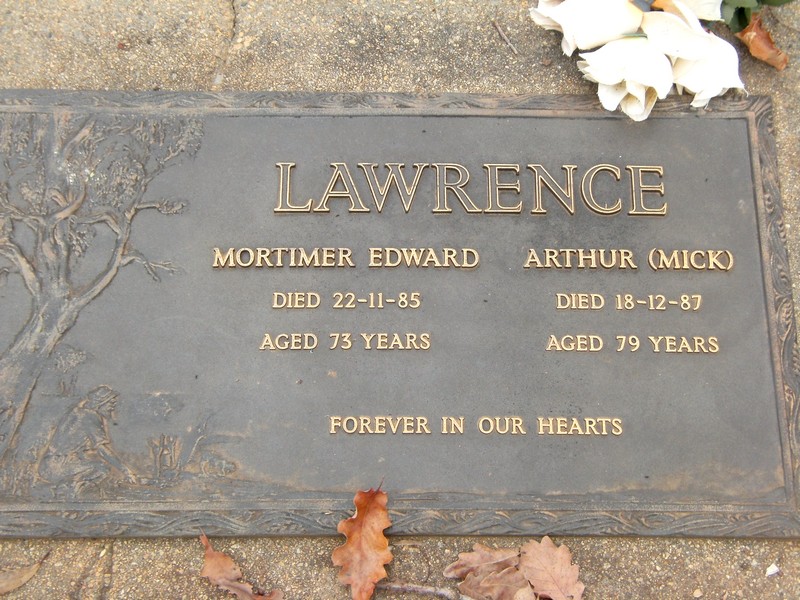 LAWRENCE
MORTIMER EDWARD ARTHUR (MICK)
DIED 22-11-85 DIED 18-12-87
AGED 73 YEARS AGED 79 YEARS
FOREVER IN OUR HEARTS